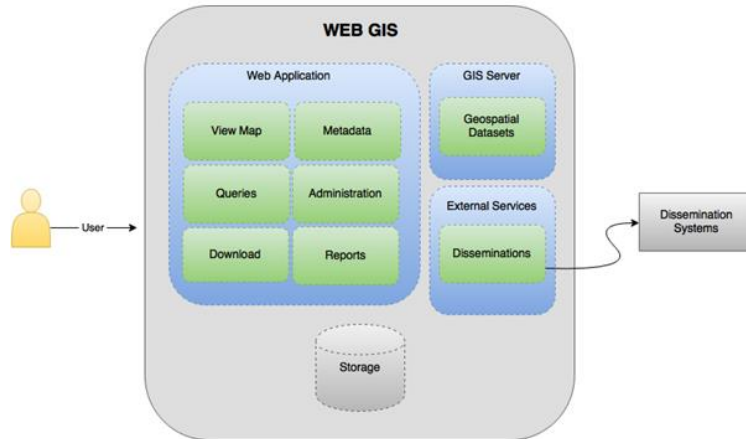 WEB GIS
Web Application
View Map
Metadata
Queries
Administration
Download
Reports
GIS Server
Geospatial
Datasets
External Services
Disseminations
User
Dissemination
Systems
Storage